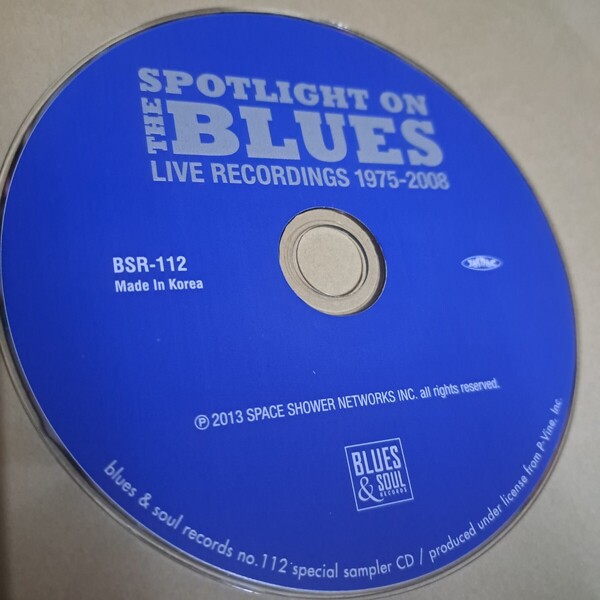 SPOTLIGHT ON
THE BLUES
LIVE RECORDINGS 1975-2008
BSR-112
Made In Korea
℗ 2013 SPACE SHOWER NETWORKS INC. all rights reserved.
BLUES
& SOUL
RECORDS
blues & soul records no.112 special sampler CD / produced under license from P-Vine, Inc.